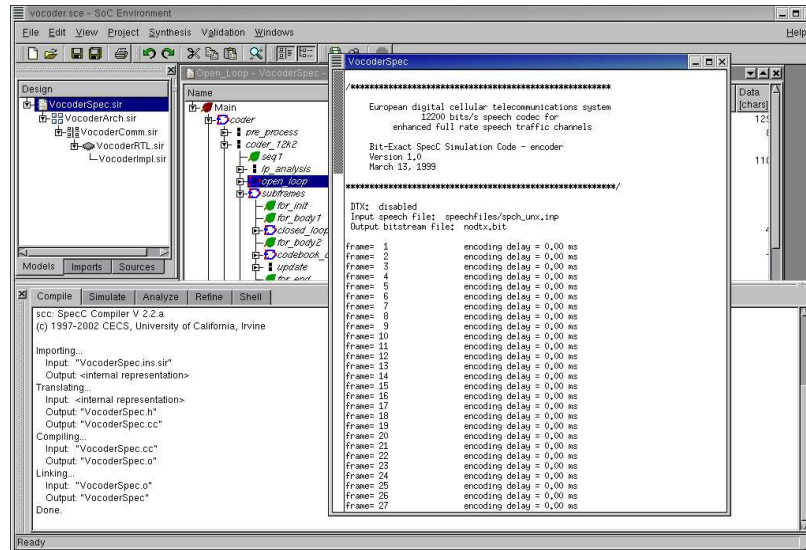 vocoder.sce - SoC Environment
File Edit View Project Synthesis Validation Windows Help
Open_Loop - VocoderSpec -
Design
VocoderSpec.sir
VocoderArch.sir
VocoderComm.sir
VocoderRTL.sir
VocoderImpl.sir
Models Imports Sources
Name
Main
coder
pre_process
coder_12k2
seq1
lp_analysis
open_loop
subframes
for_init
for_body1
closed_loop
for_body2
codebook_
update
for_end
Data
[chars]
VocoderSpec
/************************************************************
European digital cellular telecommunications system
12200 bits/s speech codec for
enhanced full rate speech traffic channels
Bit-Exact SpecC Simulation Code - encoder
Version 1.0
March 13, 1999
************************************************************/
DTX: disabled
Input speech file: speechfiles/spch_unx.inp
Output bitstream file: nodtx.bit
frame= 1 encoding delay = 0.00 ms
frame= 2 encoding delay = 0.00 ms
frame= 3 encoding delay = 0.00 ms
frame= 4 encoding delay = 0.00 ms
frame= 5 encoding delay = 0.00 ms
frame= 6 encoding delay = 0.00 ms
frame= 7 encoding delay = 0.00 ms
frame= 8 encoding delay = 0.00 ms
frame= 9 encoding delay = 0.00 ms
frame= 10 encoding delay = 0.00 ms
frame= 11 encoding delay = 0.00 ms
frame= 12 encoding delay = 0.00 ms
frame= 13 encoding delay = 0.00 ms
frame= 14 encoding delay = 0.00 ms
frame= 15 encoding delay = 0.00 ms
frame= 16 encoding delay = 0.00 ms
frame= 17 encoding delay = 0.00 ms
frame= 18 encoding delay = 0.00 ms
frame= 19 encoding delay = 0.00 ms
frame= 20 encoding delay = 0.00 ms
frame= 21 encoding delay = 0.00 ms
frame= 22 encoding delay = 0.00 ms
frame= 23 encoding delay = 0.00 ms
frame= 24 encoding delay = 0.00 ms
frame= 25 encoding delay = 0.00 ms
frame= 26 encoding delay = 0.00 ms
frame= 27 encoding delay = 0.00 ms
Compile Simulate Analyze Refine Shell
scc: SpecC Compiler V 2.2.a
(c) 1997-2002 CECS, University of California, Irvine
Importing...
Input: "VocoderSpec.ins.sir"
Output: <internal representation>
Translating...
Input: <internal representation>
Output: "VocoderSpec.h"
Output: "VocoderSpec.cc"
Compiling...
Input: "VocoderSpec.cc"
Output: "VocoderSpec.o"
Linking...
Input: "VocoderSpec.o"
Output: "VocoderSpec"
Done.
Ready